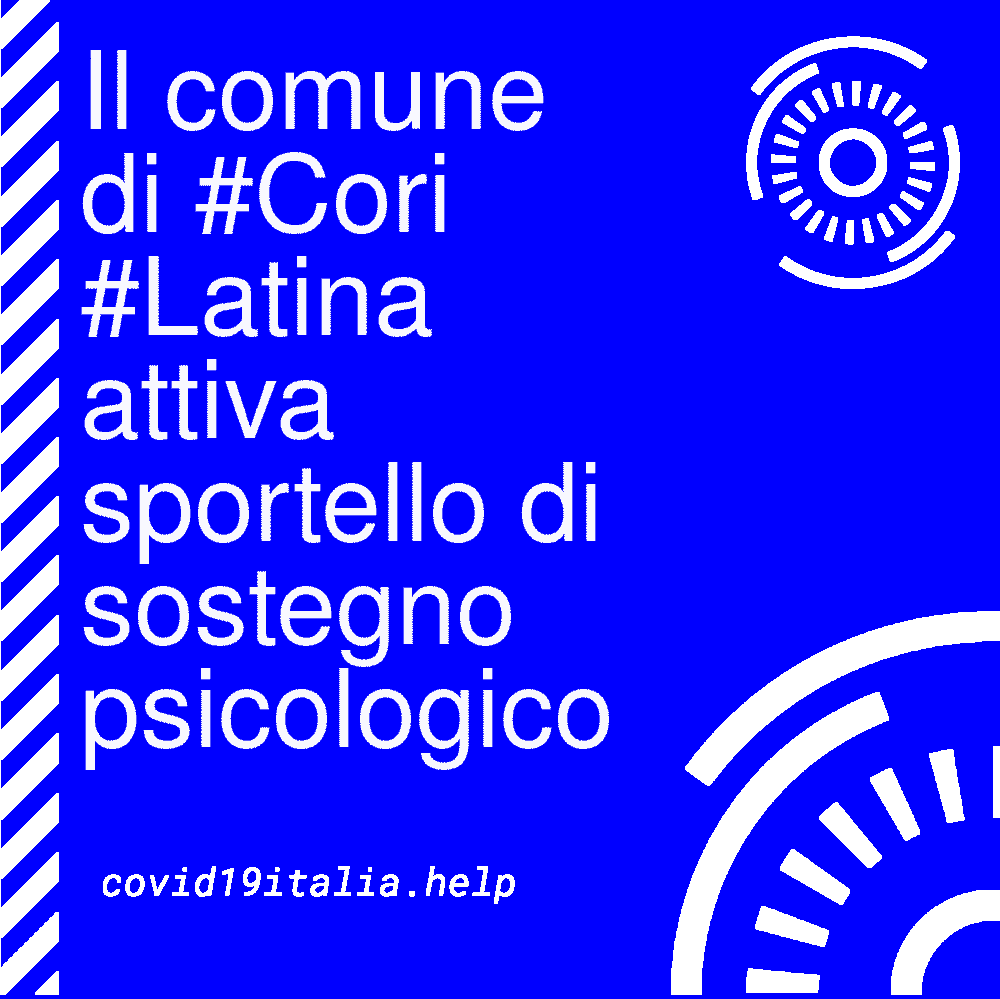 Il comune
di #Cori
#Latina
attiva
sportello di
sostegno
psicologico
covid19italia.help